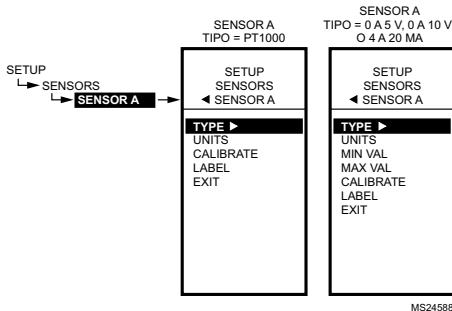 SENSOR A
TIPO = PT1000
SENSOR A
TIPO = 0 A 5 V, 0 A 10 V
O 4 A 20 MA
SETUP
SENSORS
SENSOR A
SETUP
SENSORS
◄ SENSOR A
TYPE ►
UNITS
CALIBRATE
LABEL
EXIT
SETUP
SENSORS
◄ SENSOR A
TYPE ►
UNITS
MIN VAL
MAX VAL
CALIBRATE
LABEL
EXIT
MS24588